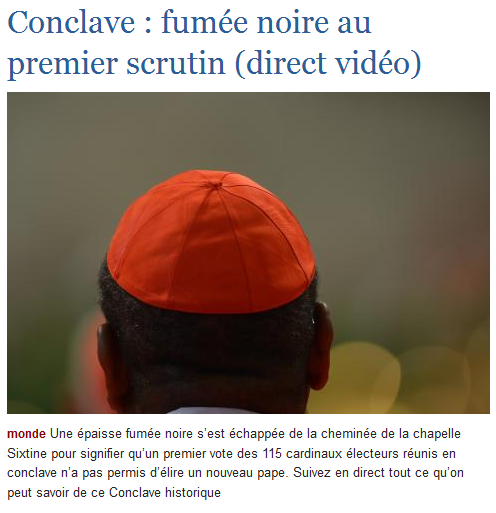 Conclave : fumée noire au
premier scrutin (direct vidéo)
monde Une épaisse fumée noire s'est échappée de la cheminée de la chapelle
Sixtine pour signifier qu'un premier vote des 115 cardinaux électeurs réunis en
conclave n'a pas permis d'élire un nouveau pape. Suivez en direct tout ce qu'on
peut savoir de ce Conclave historique